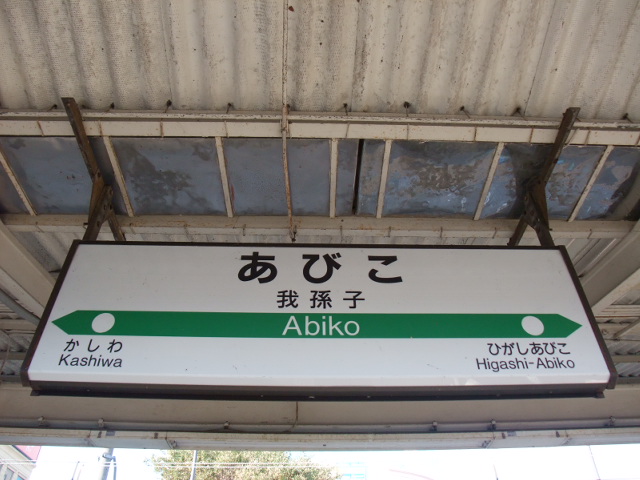 あびこ
我孫子
Abiko
かしわ
Kashiwa
ひがしあびこ
Higashi-Abiko